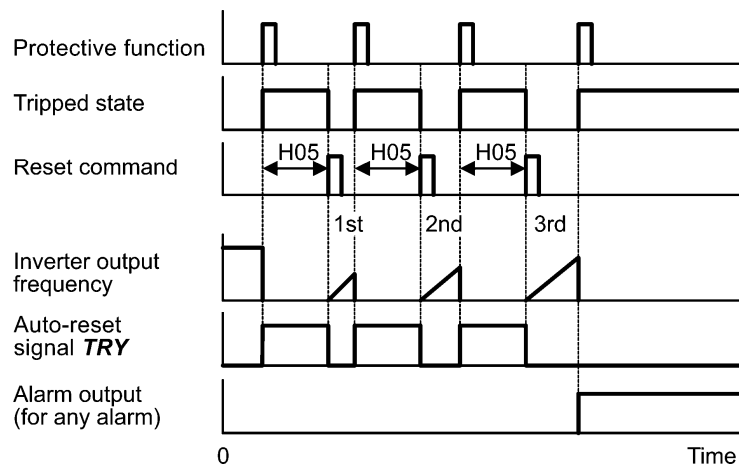 Protective function
Tripped state
Reset command
H05 H05 H05
1st 2nd 3rd
Inverter output
frequency
Auto-reset
signal TRY
Alarm output
(for any alarm)
0 Time